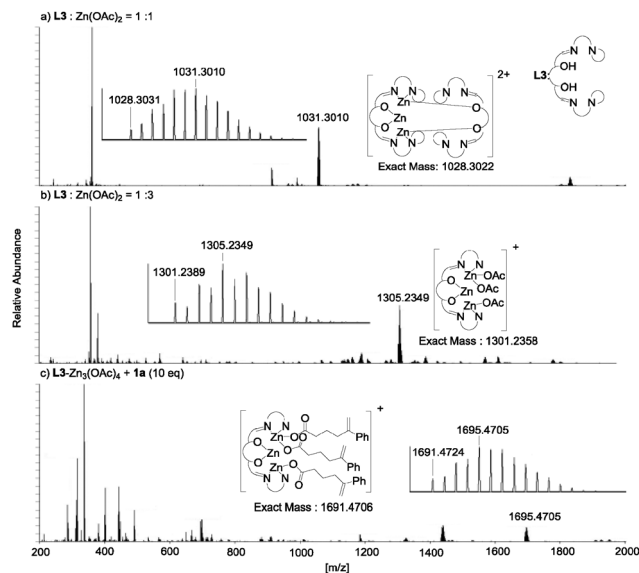 a) L3 : Zn(OAc)2 = 1 :1
1028.3031
1031.3010
1031.3010
2+
N N N N
Zn
O O
Zn
O O
Zn
N N N N
Exact Mass: 1028.3022
N N
OH
L3:
OH
N N
b) L3 : Zn(OAc)2 = 1 :3
1301.2389
1305.2349
1305.2349
+
N N
Zn
OAc
O OAc
Zn
O OAc
Zn
N N
Exact Mass : 1301.2358
Relative Abundance
c) L3-Zn3(OAc)4 + 1a (10 eq)
+
O
N N
Zn O
O O
Zn O Ph
O O
Zn O Ph
N N O
Ph
Exact Mass : 1691.4706
1691.4724
1695.4705
1695.4705
200 400 600 800 1000 1200 1400 1600 1800 2000
[m/z]